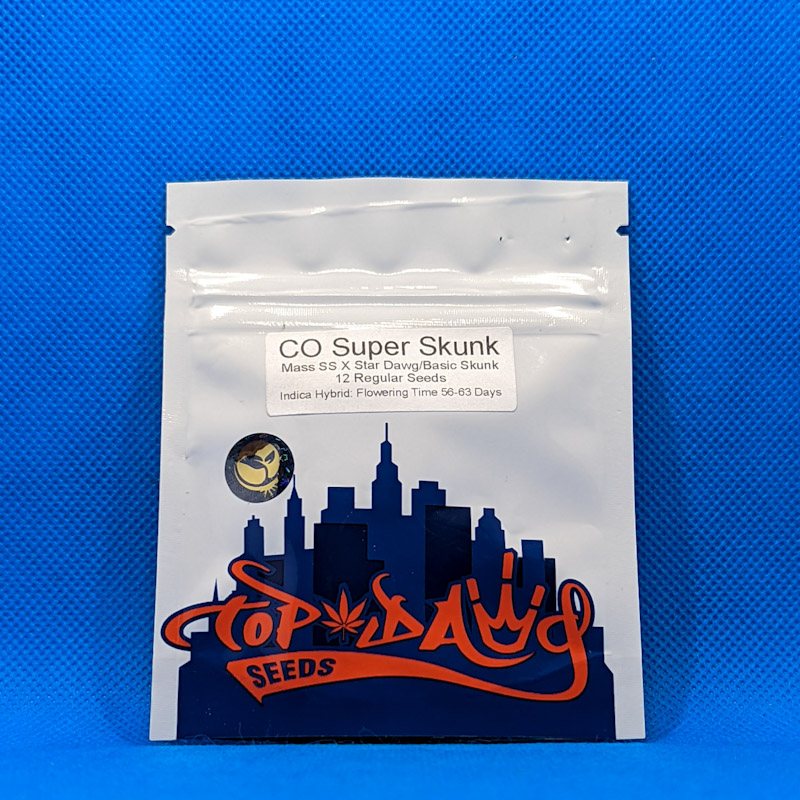 CO Super Skunk
Mass SS X Star Dawg/Basic Skunk
12 Regular Seeds
Indica Hybrid: Flowering Time 56-63 Days
TOP DAWG
SEEDS